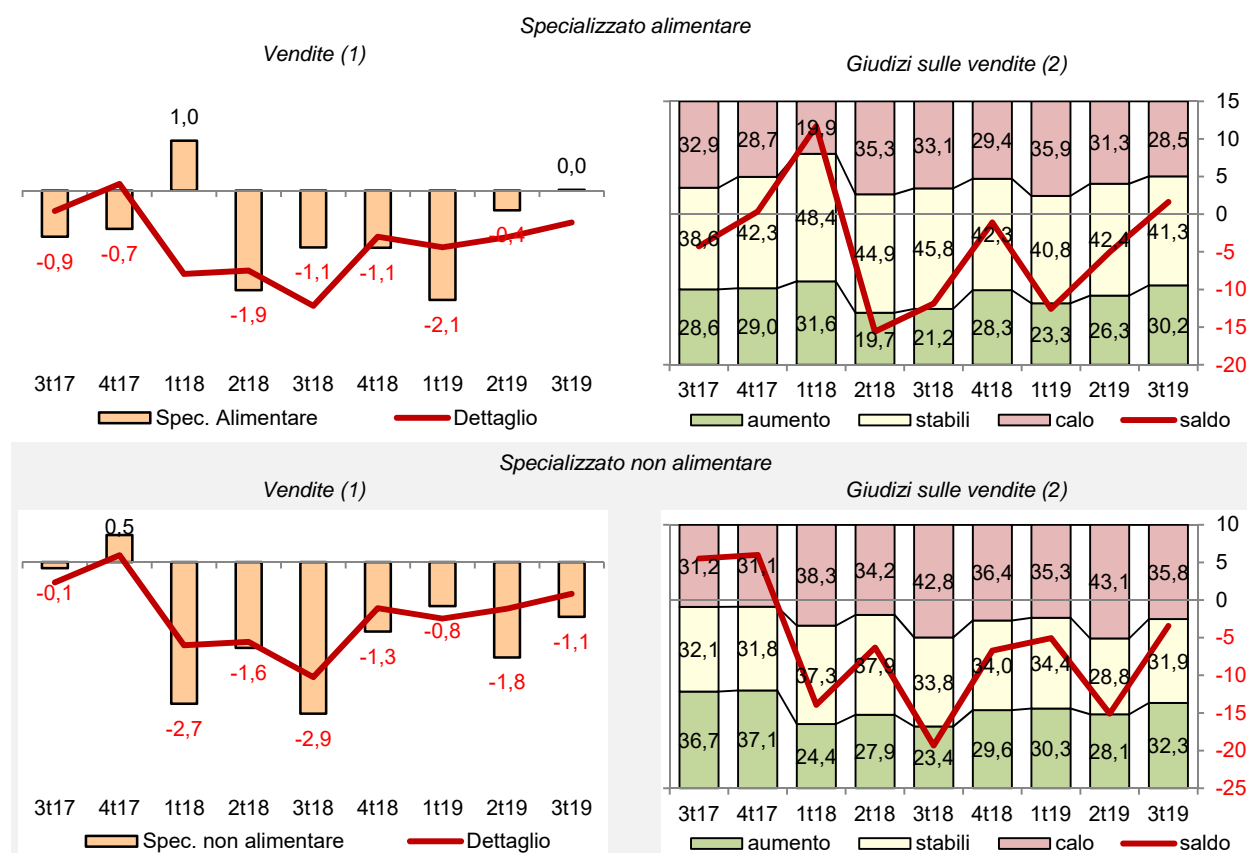 Specializzato alimentare
Vendite (1)
1,0
0,0
-0,9
-0,7
-1,9
-1,1
-1,1
-2,1
-0,4
3t17 4t17 1t18 2t18 3t18 4t18 1t19 2t19 3t19
Spec. Alimentare Dettaglio
Giudizi sulle vendite (2)
15
10
5
0
-5
-10
-15
-20
32,9 28,7 19,9 35,3 33,1 29,4 35,9 31,3 28,5
38,6 42,3 48,4 44,9 45,8 42,3 40,8 42,4 41,3
28,6 29,0 31,6 19,7 21,2 28,3 23,3 26,3 30,2
3t17 4t17 1t18 2t18 3t18 4t18 1t19 2t19 3t19
aumento stabili calo saldo
Specializzato non alimentare
Vendite (1)
0,5
-0,1
-2,7
-1,6
-2,9
-1,3
-0,8
-1,8
-1,1
3t17 4t17 1t18 2t18 3t18 4t18 1t19 2t19 3t19
Spec. non alimentare Dettaglio
Giudizi sulle vendite (2)
10
5
0
-5
-10
-15
-20
-25
31,2 31,1 38,3 34,2 42,8 36,4 35,3 43,1 35,8
32,1 31,8 37,3 37,9 33,8 34,0 34,4 28,8 31,9
36,7 37,1 24,4 27,9 23,4 29,6 30,3 28,1 32,3
3t17 4t17 1t18 2t18 3t18 4t18 1t19 2t19 3t19
aumento stabili calo saldo